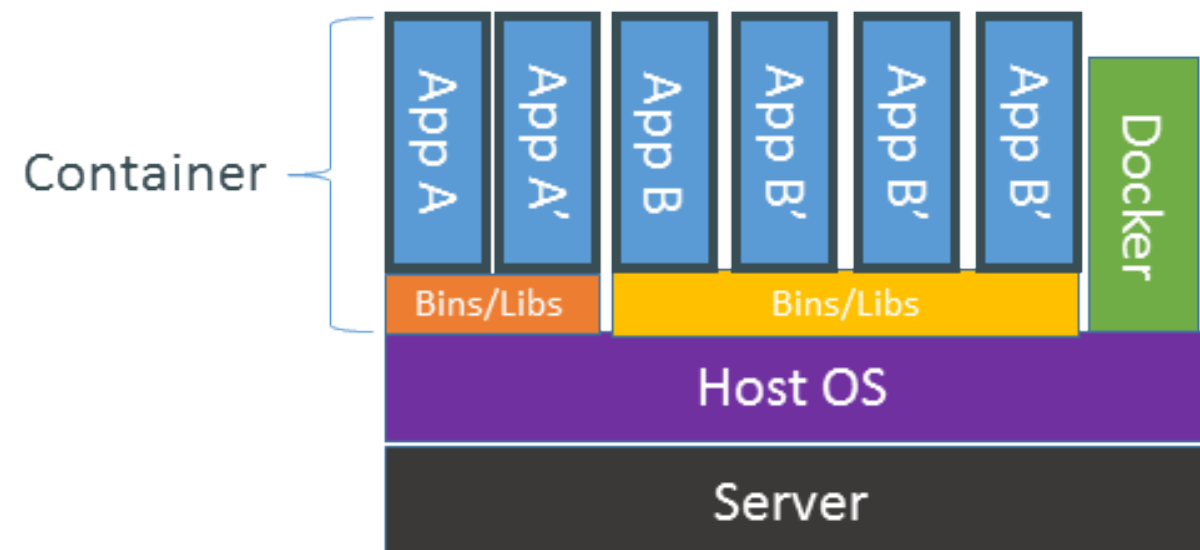 Container
App A
App A’
App B
App B’
App B’
App B’
Docker
Bins/Libs
Bins/Libs
Host OS
Server